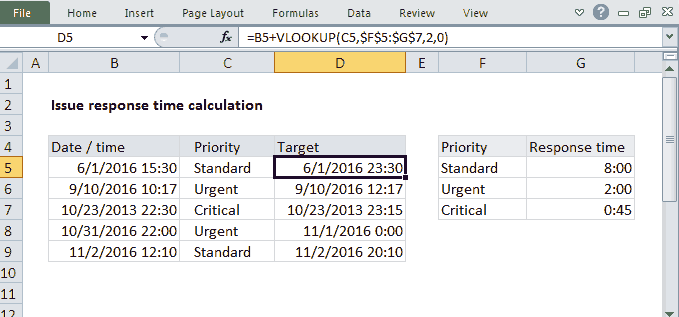 File Insert Page Layout Formulas Data Review View
D5 fx =B5+VLOOKUP(C5,$F$5:$G$7,2,0)
A B C D E F G
1
2 Issue response time calculation
3
4 Date / time Priority Target Priority Response time
5 6/1/2016 15:30 Standard 6/1/2016 23:30 Standard 8:00
6 9/10/2016 10:17 Urgent 9/10/2016 12:17 Urgent 2:00
7 10/23/2013 22:30 Critical 10/23/2013 23:15 Critical 0:45
8 10/31/2016 22:00 Urgent 11/1/2016 0:00
9 11/2/2016 12:10 Standard 11/2/2016 20:10
10
11
12